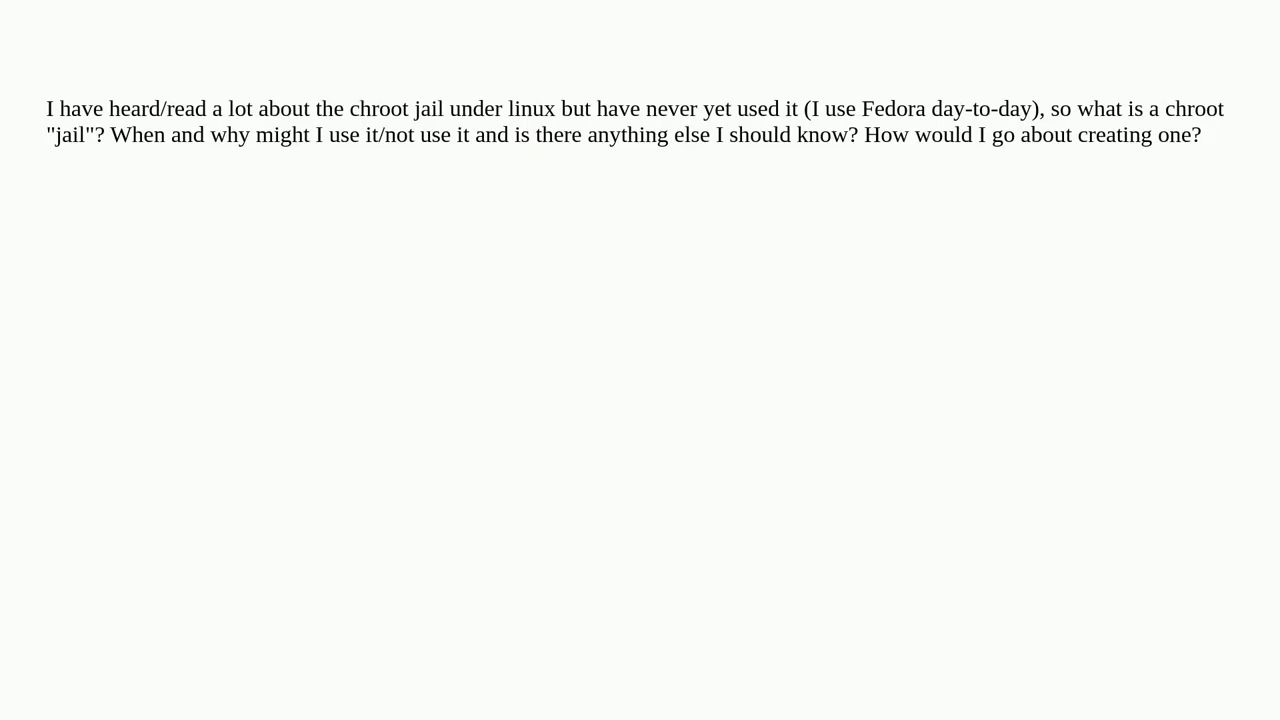 I have heard/read a lot about the chroot jail under linux but have never yet used it (I use Fedora day-to-day), so what is a chroot
"jail"? When and why might I use it/not use it and is there anything else I should know? How would I go about creating one?